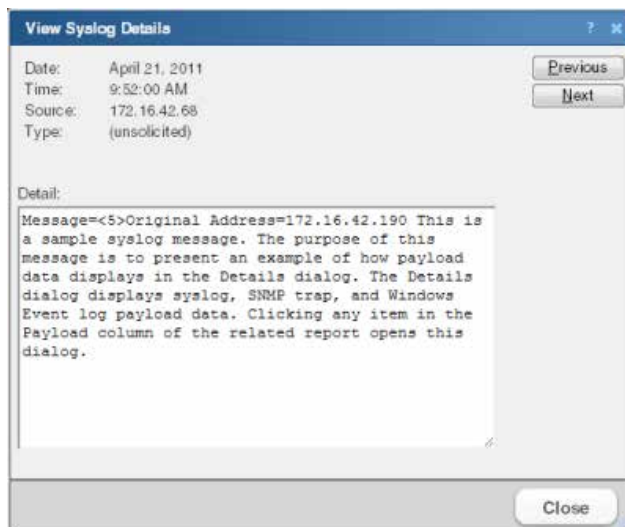 View Syslog Details ? ×
Date: April 21, 2011
Time: 9:52:00 AM
Source: 172.16.42.68
Type: (unsolicited)
Previous
Next
Detail:
Message=<5>Original Address=172.16.42.190 This is
a sample syslog message. The purpose of this
message is to present an example of how payload
data displays in the Details dialog. The Details
dialog displays syslog, SNMP trap, and Windows
Event log payload data. Clicking any item in the
Payload column of the related report opens this
dialog.
Close